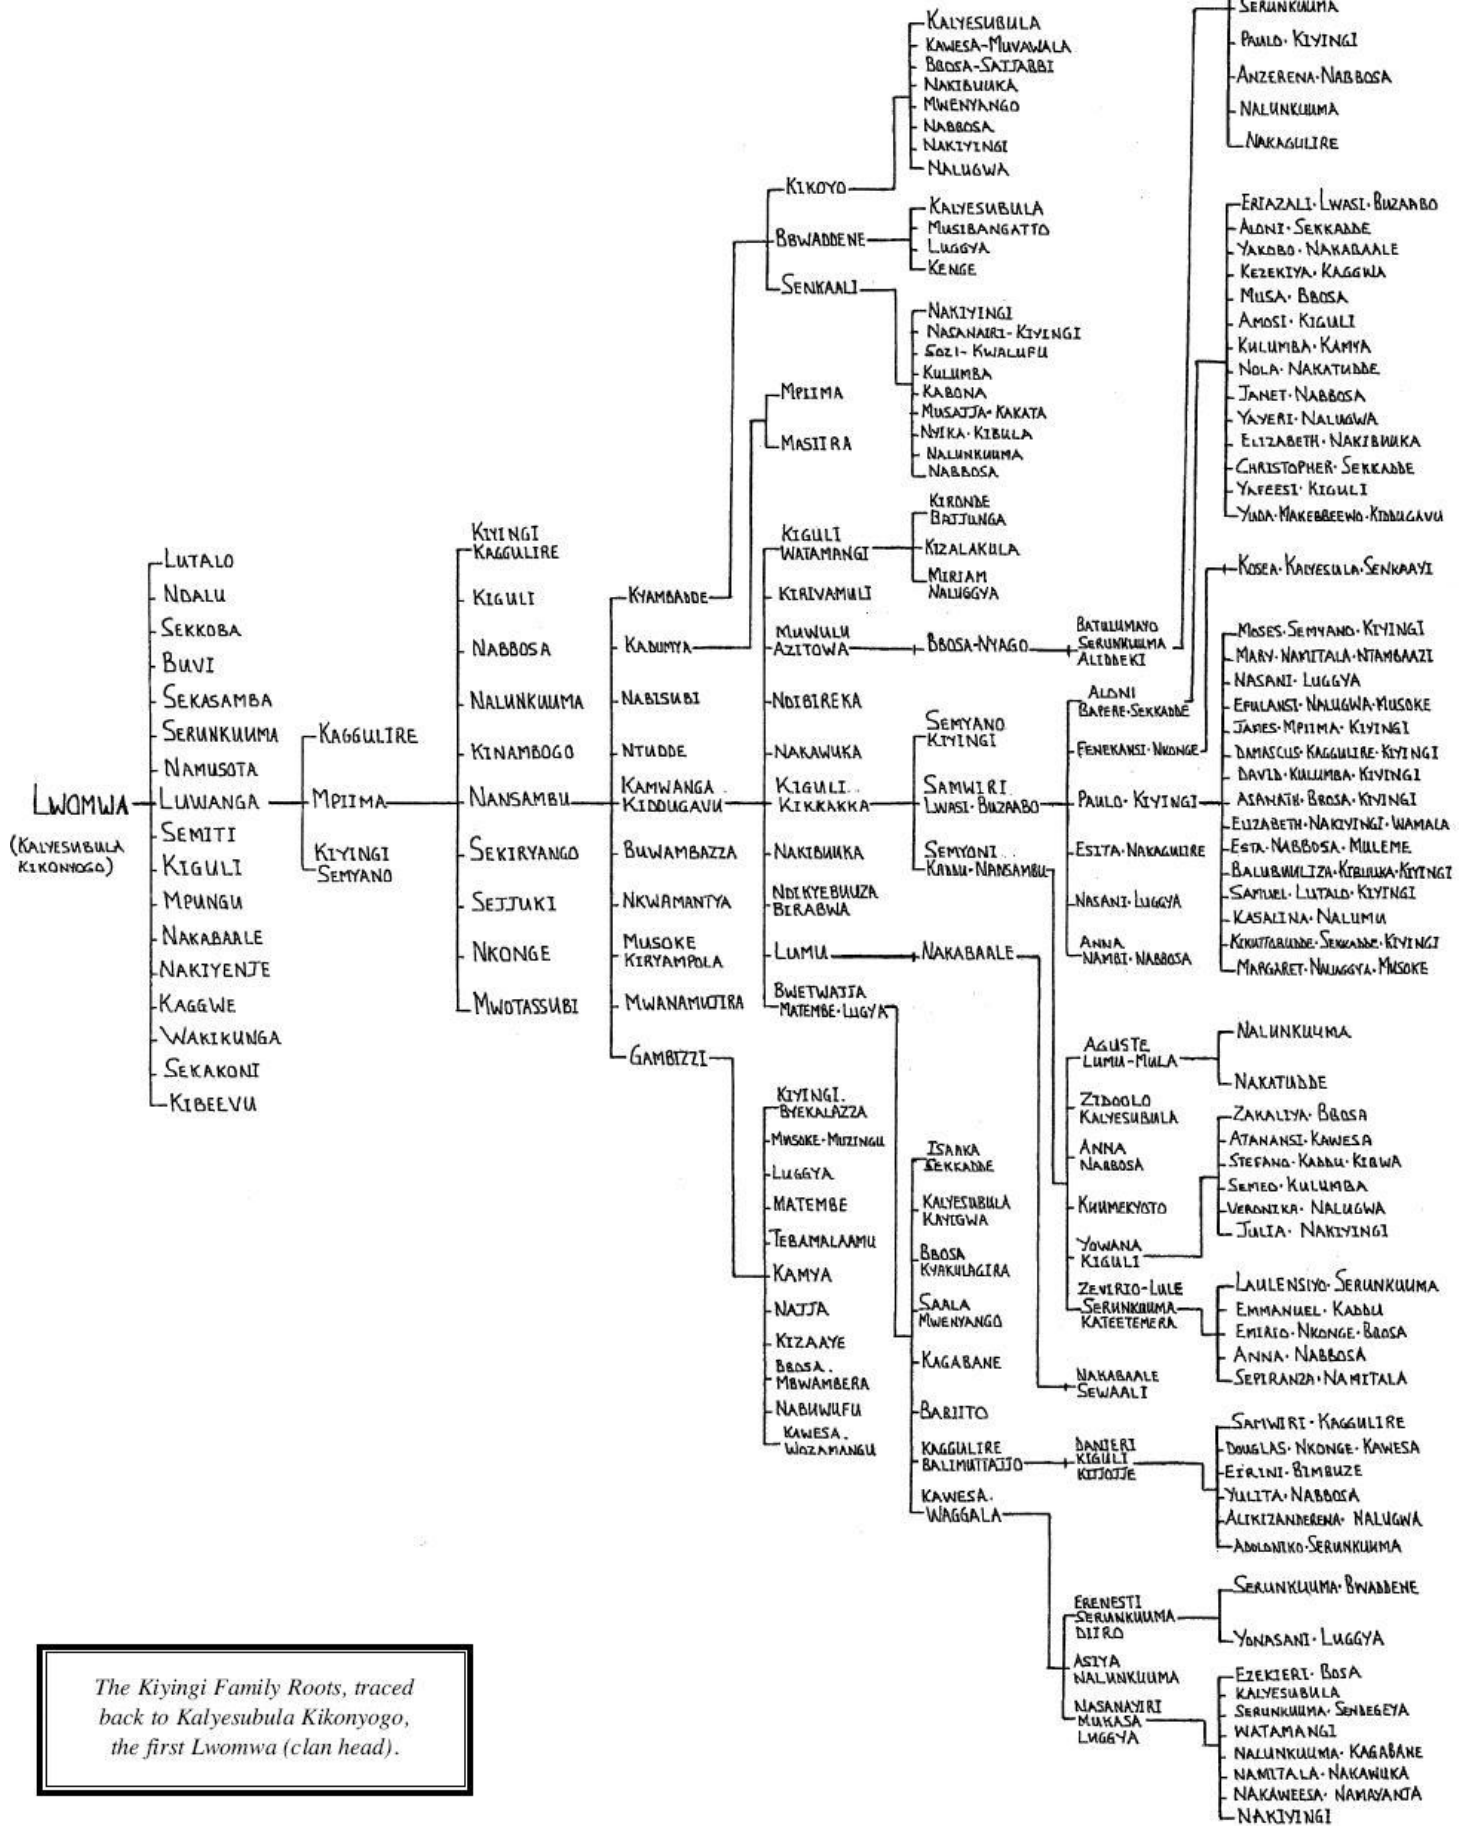 LWOMWA
(KALYESUBULA
KIKONYOGO)
LUTALO
NDALU
SEKKOBA
BUVI
SEKASAMBA
SERUNKUUMA
NAMUSOTA
LUWANGA
SEMITI
KIGULI
MPUNGU
NAKABAALE
NAKIYENJE
KAGGWE
WAKIKUNGA
SEKAKONI
KIBEEVU
KAGGULIRE
MPIIMA
KIYINGI
SEMYANO
KIYINGI
KAGGULIRE
KIGULI
NABBOSA
NALUNKUUMA
KINAMBOGO
NANSAMBU
SEKIRYANGO
SEJJUKI
NKONGE
MWOTASSUBI
KYAMBADDE
KADUMYA
NABISUBI
NTUDDE
KAMWANGA
KIDDUGAVU
BUWAMBAZZA
NKWAMANTYA
MUSOKE
KIRYAMPOLA
MWANAMUJIRA
GAMBIZZI
KIKOYO
BBWADDENE
SENKAALI
MPIIMA
MASIIRA
KIGULI
WATAMANGI
KIRIVAMULI
MUWULU
AZITOWA
NDIBIREKA
NAKAWUKA
KIGULI
KIKKAKKA
NAKIBUUKA
NDIKYEBUUZA
BIRABWA
LUMU
BWETWAJJA
MATEMBE·LUGYA
KIYINGI.
BYEKALAZZA
MUSOKE-MUZINGU
LUGGYA
MATEMBE
TEBAMALAAMU
KAMYA
NAJJA
KIZAAYE
BBOSA.
MBWAMBERA
NABUWUFU
KAWESA.
WOZAMANGU
KALYESUBULA
KAWESA-MUVAWALA
BBOSA-SAJJABBI
NAKIBUUKA
MWENYANGO
NABBOSA
NAKIYINGI
NALUGWA
KALYESUBULA
MUSIBANGATTO
LUGGYA
KENGE
NAKIYINGI
NASANAIRI-KIYINGI
SOZI-KWALUFU
KULUMBA
KABONA
MUSAJJA·KAKATA
NYIKA·KIBULA
NALUNKUUMA
NABBOSA
KIRONDE
BAJJUNGA
KIZALAKULA
MIRIAM
NALUGGYA
BBOSA-NYAGO
SEMYANO
KIYINGI
SAMWIRI
LWASI·BUZAABO
SEMYONI
KADDU·NANSAMBU
NAKABAALE
ISAAKA
SEKKADDE
KALYESUBULA
KAYIGWA
BBOSA
KYAKULAGIRA
SAALA
MWENYANGO
KAGABANE
BARIITO
KAGGULIRE
BALIMUTTAJJO
KAWESA.
WAGGALA
BATULUMAYO
SERUNKUUMA
ALIDDEKI
ALONI
BAPERE·SEKKADDE
FENEKANSI·NKONGE
PAULO·KIYINGI
ESITA·NAKAGULIRE
NASANI·LUGGYA
ANNA
NAMBI·NABBOSA
AGUSTE
LUMU-MULA
ZIDOOLO
KALYESUBULA
ANNA
NABBOSA
KUUMEKYOTO
YOWANA
KIGULI
ZEVIRIO-LULE
SERUNKUUMA
KATEETEMERA
NAKABAALE
SEWAALI
DANIERI
KIGULI
KITJOJJE
ERENESTI
SERUNKUUMA
DIIRO
ASIYA
NALUNKUUMA
NASANAYIRI
MUKASA
LUGGYA
SERUNKUUMA
PAULO·KIYINGI
ANZERENA·NABBOSA
NALUNKUUMA
NAKAGULIRE
ERIAZALI·LWASI·BUZAABO
ALONI·SEKKADDE
YAKOBO·NAKABAALE
KEZEKIYA·KAGGWA
MUSA·BBOSA
AMOSI·KIGULI
KULUMBA·KAMYA
NOLA·NAKATUDDE
JANET·NABBOSA
YAYERI·NALUGWA
ELIZABETH·NAKIBUUKA
CHRISTOPHER·SEKKADDE
YAFEESI·KIGULI
YUDA·MAKEBBEEWO·KIDDUGAVU
KOSEA·KALYESULA·SENKAAYI
MOSES·SEMYANO·KIYINGI
MARY·NAMITALA·NTAMBAAZI
NASANI·LUGGYA
EFULANSI·NALUGWA·MUSOKE
JAMES·MPIIMA·KIYINGI
DAMASCUS·KAGGULIRE·KIYINGI
DAVID·KULUMBA·KIYINGI
ASANATH·BBOSA·KIYINGI
ELIZABETH·NAKIYINGI·WAMALA
ESTA·NABBOSA·MULEME
BALUBUULIZA·KIBUUKA·KIYINGI
SAMUEL·LUTALO·KIYINGI
KASALINA·NALUMU
KIKUTTOBUDDE·SEKKADDE·KIYINGI
MARGARET·NALUGGYA·MUSOKE
NALUNKUUMA
NAKATUDDE
ZAKALIYA·BBOSA
ATANANSI·KAWESA
STEFANO·KADDU·KIBWA
SEMEO·KULUMBA
VERONIKA·NALUGWA
JULIA·NAKIYINGI
LAULENSIYO·SERUNKUUMA
EMMANUEL·KADDU
EMIRIO·NKONGE·BBOSA
ANNA·NABBOSA
SEPIRANZA·NAMITALA
SAMWIRI·KAGGULIRE
DOUGLAS·NKONGE·KAWESA
EIRINI·BIMBUZE
YULITA·NABBOSA
ALIKIZANDERENA·NALUGWA
ADOLONIKO·SERUNKUUMA
SERUNKUUMA·BWADDENE
YONASANI·LUGGYA
EZEKIERI·BOSA
KALYESUBULA
SERUNKUUMA·SENDEGEYA
WATAMANGI
NALUNKUUMA·KAGABANE
NAMITALA·NAKAWUKA
NAKAWEESA·NAMAYANJA
NAKIYINGI
The Kiyingi Family Roots, traced
back to Kalyesubula Kikonyogo,
the first Lwomwa (clan head).